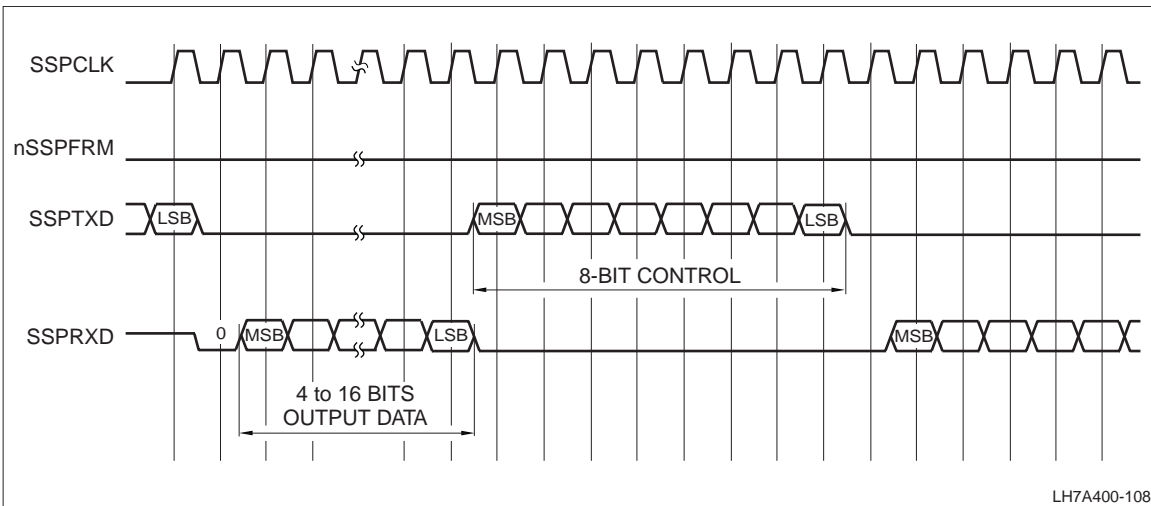 SSPCLK
nSSPFRM
SSPTXD
LSB
MSB
LSB
8-BIT CONTROL
SSPRXD
0
MSB
LSB
MSB
4 to 16 BITS
OUTPUT DATA
LH7A400-108